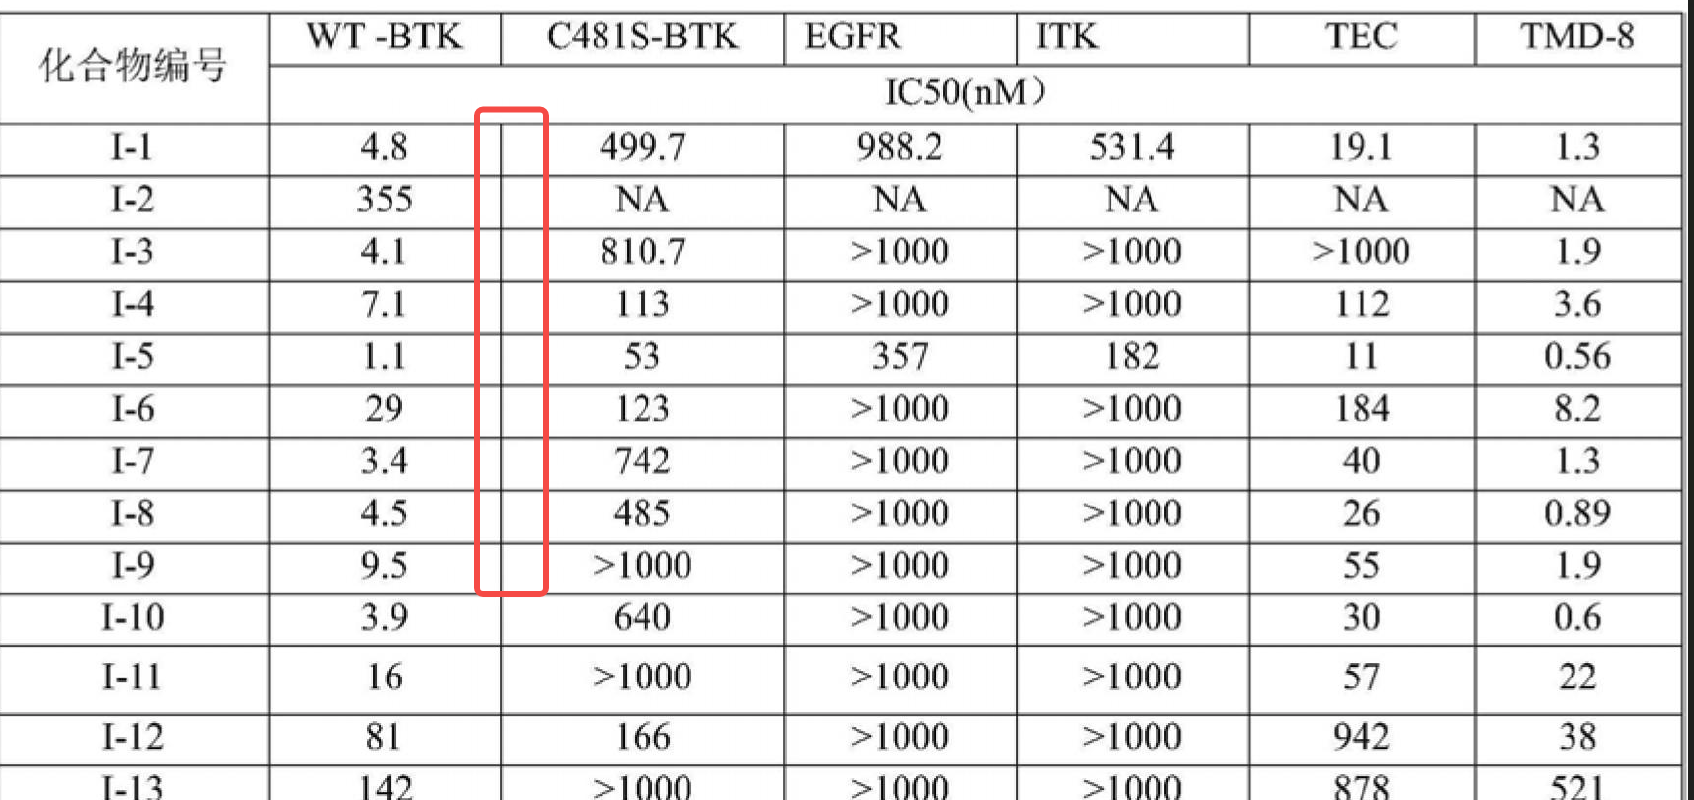 化合物编号 WT -BTK C481S-BTK EGFR ITK TEC TMD-8
IC50(nM）
I-1 4.8 499.7 988.2 531.4 19.1 1.3
I-2 355 NA NA NA NA NA
I-3 4.1 810.7 >1000 >1000 >1000 1.9
I-4 7.1 113 >1000 >1000 112 3.6
I-5 1.1 53 357 182 11 0.56
I-6 29 123 >1000 >1000 184 8.2
I-7 3.4 742 >1000 >1000 40 1.3
I-8 4.5 485 >1000 >1000 26 0.89
I-9 9.5 >1000 >1000 >1000 55 1.9
I-10 3.9 640 >1000 >1000 30 0.6
I-11 16 >1000 >1000 >1000 57 22
I-12 81 166 >1000 >1000 942 38
I-13 142 >1000 >1000 >1000 878 521